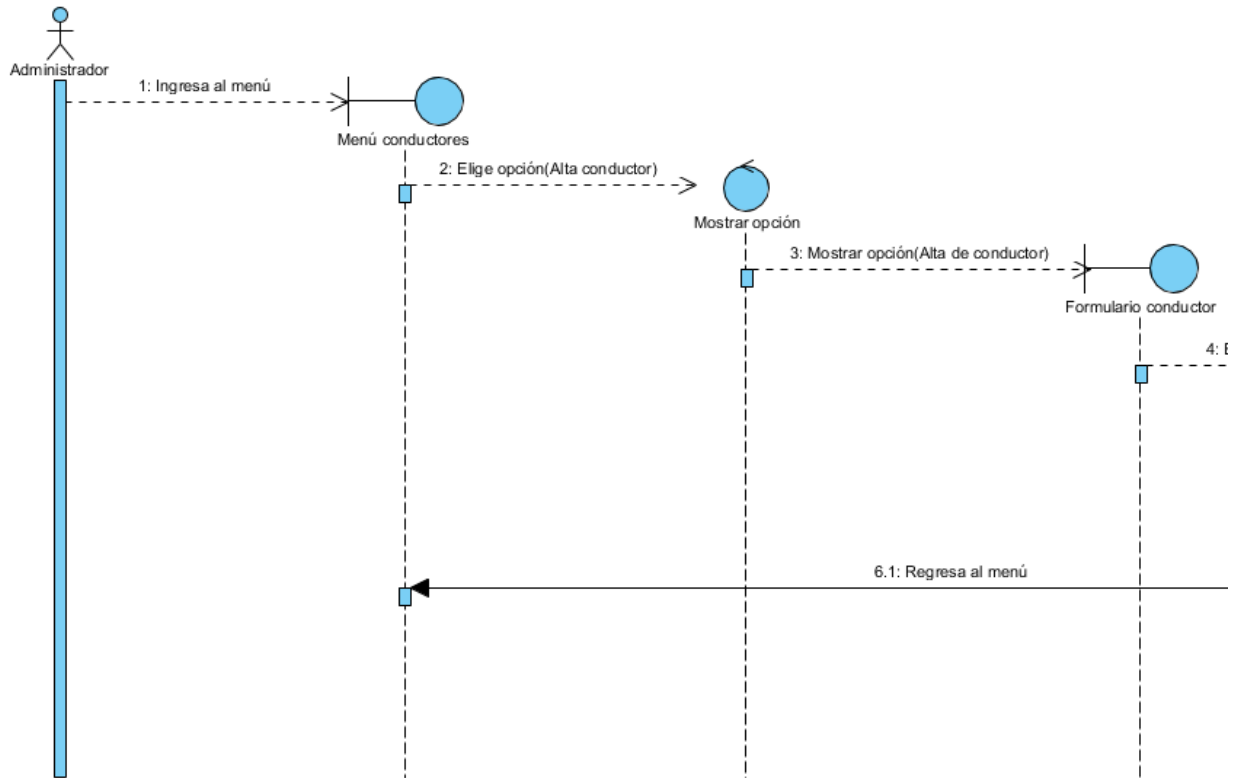 Administrador
1: Ingresa al menú
Menú conductores
2: Elige opción(Alta conductor)
Mostrar opción
3: Mostrar opción(Alta de conductor)
Formulario conductor
4:
6.1: Regresa al menú